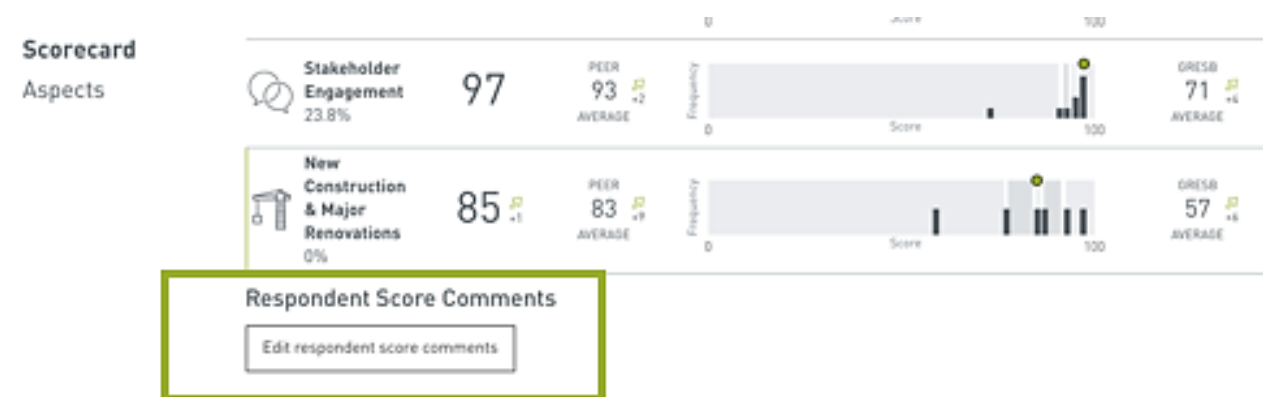 0 Score 100
Scorecard
Aspects
Stakeholder
Engagement
23.8%
97
PEER
93 +2
AVERAGE
Frequency
0 Score 100
GRESB
71 +4
AVERAGE
New
Construction
& Major
Renovations
0%
85 +1
PEER
83 +9
AVERAGE
Frequency
0 Score 100
GRESB
57 +6
AVERAGE
Respondent Score Comments
Edit respondent score comments